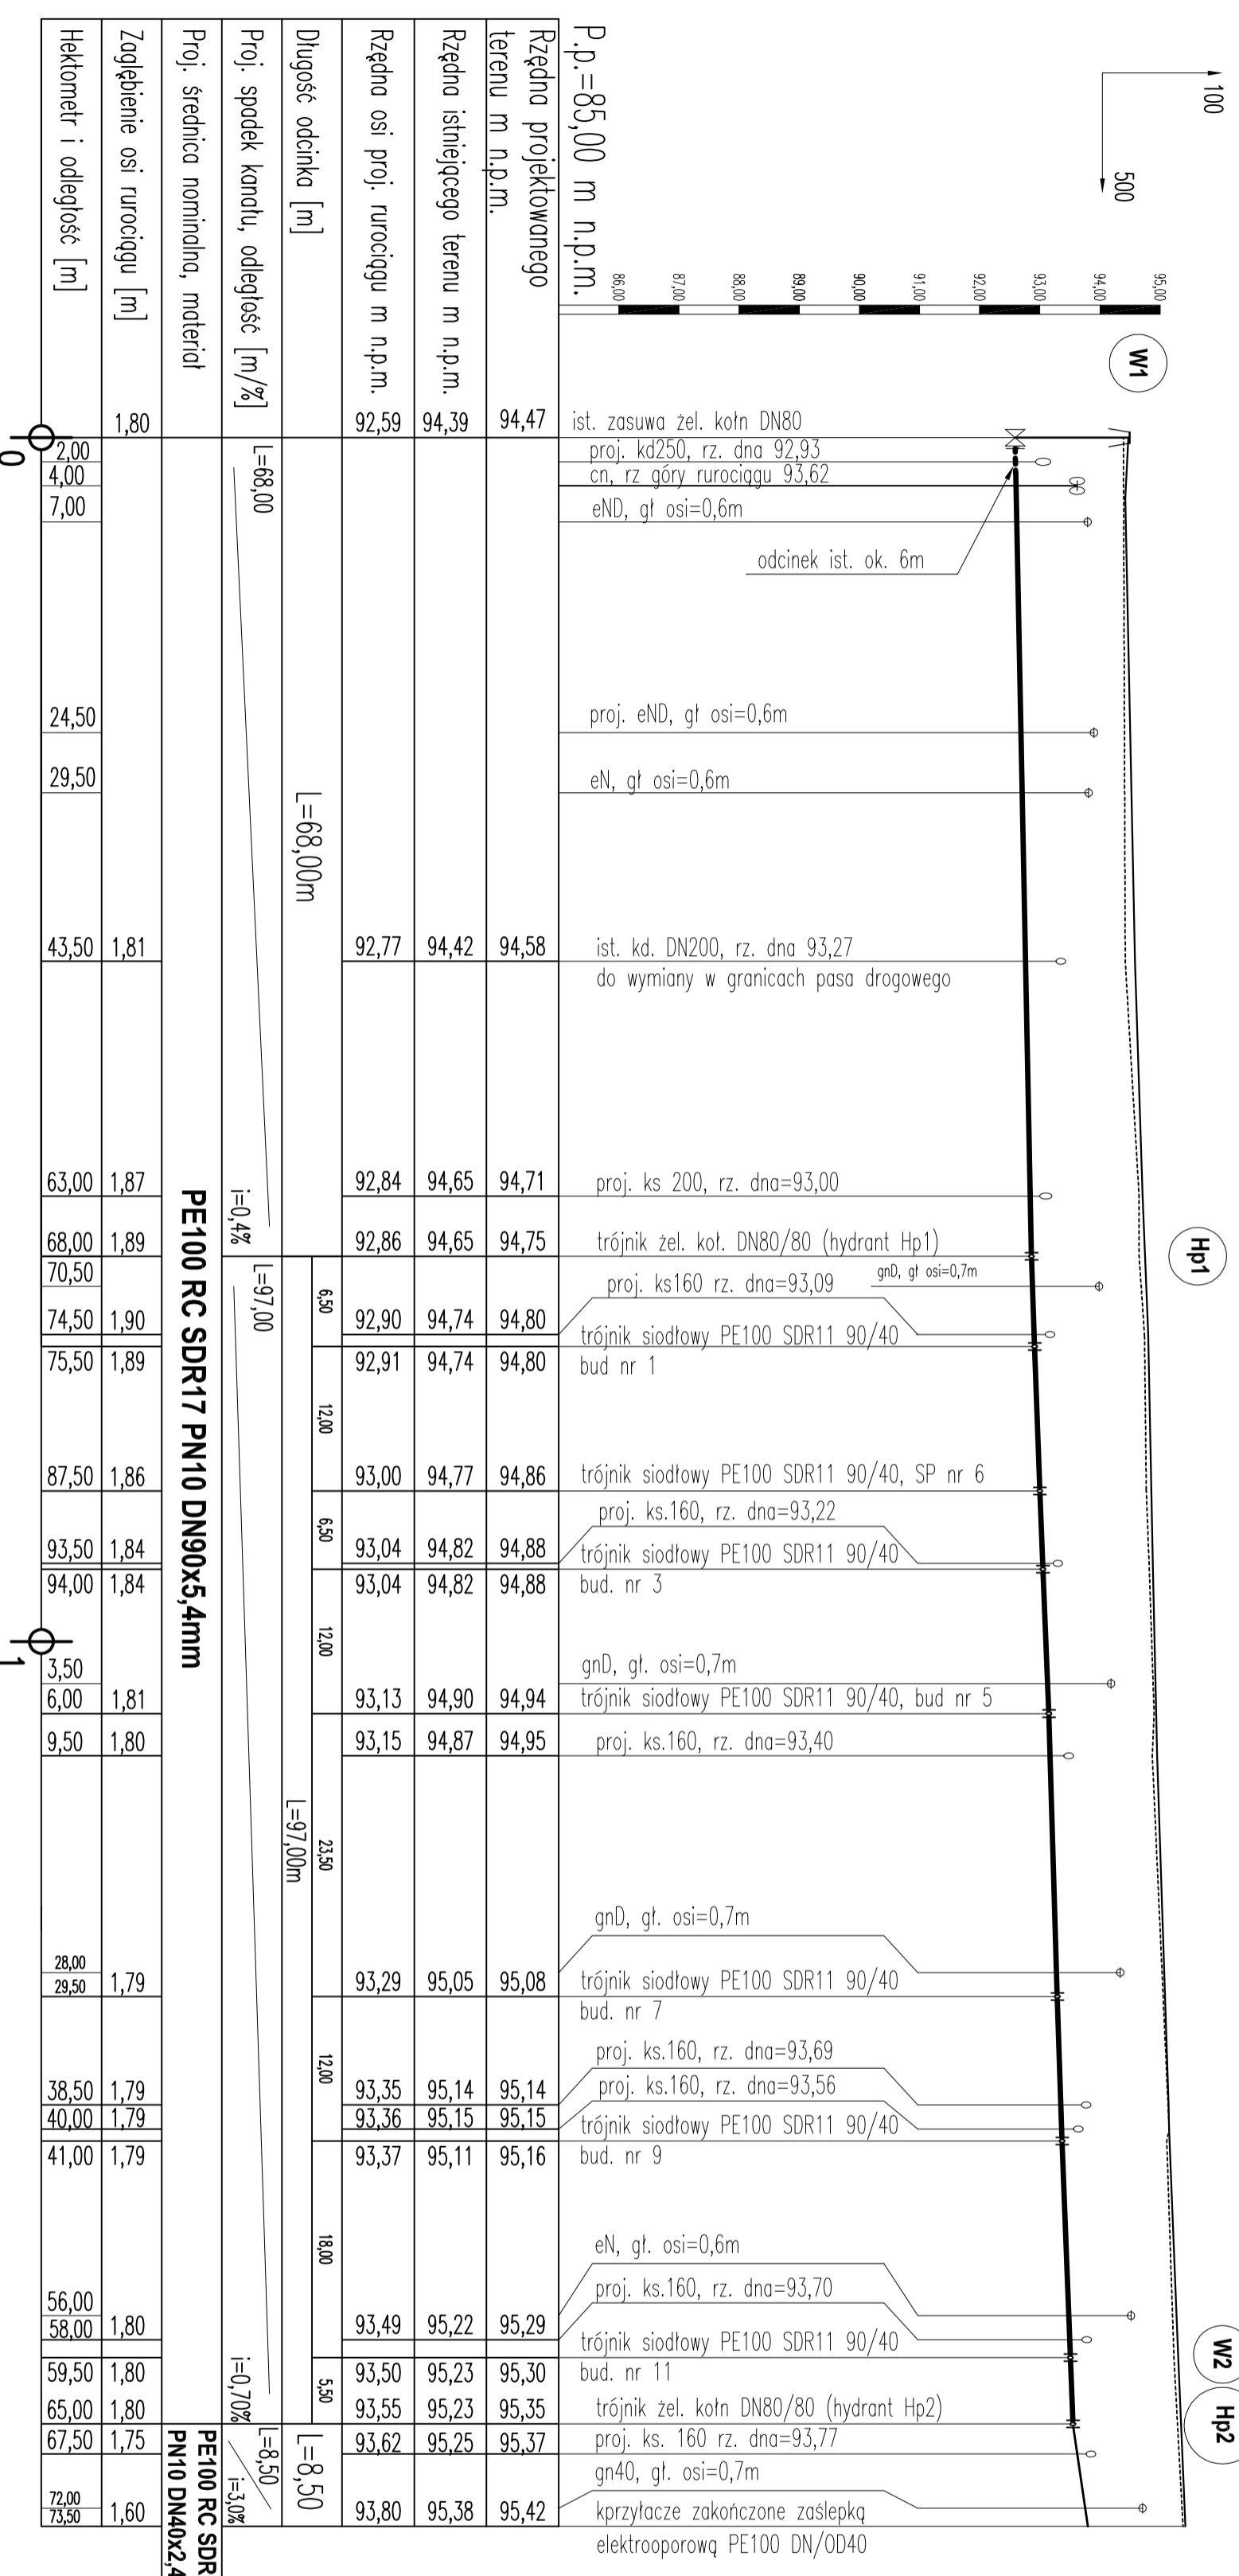 100
500
95,00
94,00
93,00
92,00
91,00
90,00
89,00
88,00
87,00
86,00
P.p.=85,00 m n.p.m.
Rzędna projektowanego
terenu m n.p.m.
Rzędna istniejącego terenu m n.p.m.
Rzędna osi proj. rurociągu m n.p.m.
Długość odcinka [m]
Proj. spadek kanału, odległość [m/%]
Proj. średnica nominalna, materiał
Zagłębienie osi rurociągu [m]
Hektometr i odległość [m]
W1
Hp1
W2
Hp2
ist. zasuwa żel. kołn DN80
proj. kd250, rz. dna 92,93
cn, rz góry rurociągu 93,62
eND, gł osi=0,6m
odcinek ist. ok. 6m
proj. eND, gł osi=0,6m
eN, gł osi=0,6m
ist. kd. DN200, rz. dna 93,27
do wymiany w granicach pasa drogowego
proj. ks 200, rz. dna=93,00
trójnik żel. koł. DN80/80 (hydrant Hp1)
gnD, gł osi=0,7m
proj. ks160 rz. dna=93,09
trójnik siodłowy PE100 SDR11 90/40
bud nr 1
trójnik siodłowy PE100 SDR11 90/40, SP nr 6
proj. ks.160, rz. dna=93,22
trójnik siodłowy PE100 SDR11 90/40
bud. nr 3
gnD, gł. osi=0,7m
trójnik siodłowy PE100 SDR11 90/40, bud nr 5
proj. ks.160, rz. dna=93,40
gnD, gł. osi=0,7m
trójnik siodłowy PE100 SDR11 90/40
bud. nr 7
proj. ks.160, rz. dna=93,69
proj. ks.160, rz. dna=93,56
trójnik siodłowy PE100 SDR11 90/40
bud. nr 9
eN, gł. osi=0,6m
proj. ks.160, rz. dna=93,70
trójnik siodłowy PE100 SDR11 90/40
bud. nr 11
trójnik żel. kołn DN80/80 (hydrant Hp2)
proj. ks. 160 rz. dna=93,77
gn40, gł. osi=0,7m
kprzyłacze zakończone zaślepką
elektrooporową PE100 DN/OD40
94,47 94,58 94,71 94,75 94,80 94,80 94,86 94,88 94,88 94,94 94,95 95,08 95,14 95,15 95,16 95,29 95,30 95,35 95,37 95,42
94,39 94,42 94,65 94,65 94,74 94,74 94,77 94,82 94,82 94,90 94,87 95,05 95,14 95,15 95,11 95,22 95,23 95,23 95,25 95,38
92,59 92,77 92,84 92,86 92,90 92,91 93,00 93,04 93,04 93,13 93,15 93,29 93,35 93,36 93,37 93,49 93,50 93,55 93,62 93,80
6,50 12,00 6,50 12,00 23,50 12,00 18,00 5,50
L=68,00m L=97,00m L=8,50
L=68,00 i=0,4% L=97,00 i=0,70% L=8,50 i=3,0%
PE100 RC SDR17 PN10 DN90x5,4mm
PE100 RC SDR
PN10 DN40x2,4
1,80 1,81 1,87 1,89 1,90 1,89 1,86 1,84 1,84 1,81 1,80 1,79 1,79 1,79 1,79 1,80 1,80 1,80 1,75 1,60
2,00 4,00 7,00 24,50 29,50 43,50 63,00 68,00 70,50 74,50 75,50 87,50 93,50 94,00 3,50 6,00 9,50 28,00 29,50 38,50 40,00 41,00 56,00 58,00 59,50 65,00 67,50 72,00 73,50
0 1